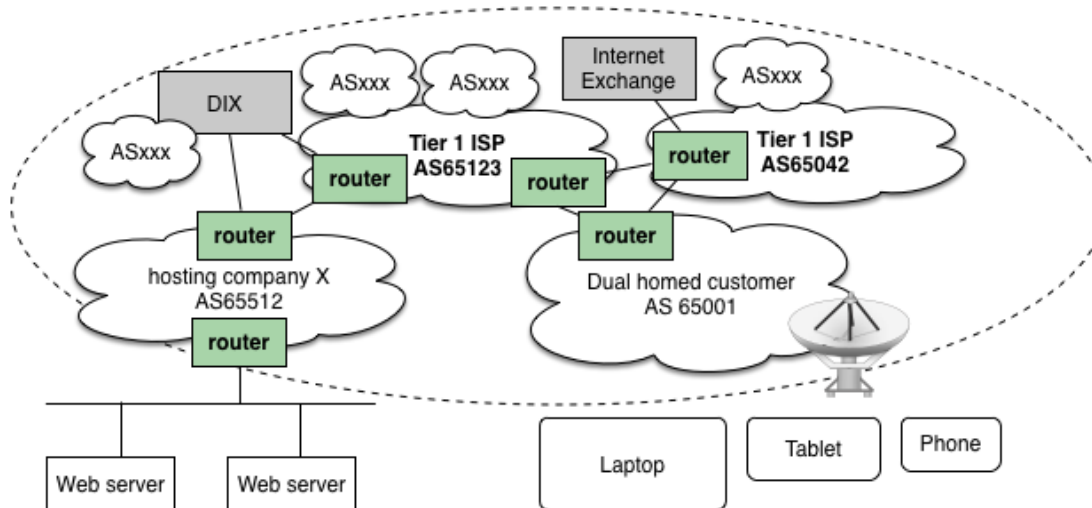 ASxxx
ASxxx
Internet
Exchange
ASxxx
DIX
ASxxx
Tier 1 ISP
AS65123
router
router
router
Tier 1 ISP
AS65042
router
router
hosting company X
AS65512
router
Dual homed customer
AS 65001
Web server
Web server
Laptop
Tablet
Phone